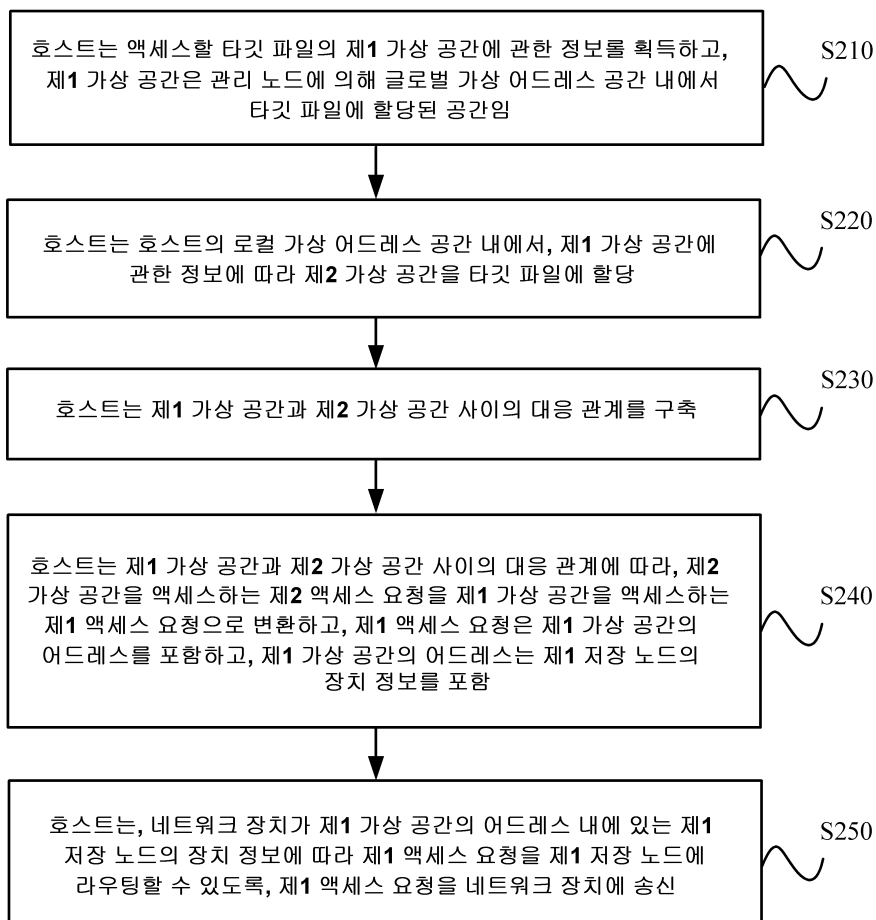 호스트는 액세스할 타깃 파일의 제1 가상 공간에 관한 정보롤 획득하고,
제1 가상 공간은 관리 노드에 의해 글로벌 가상 어드레스 공간 내에서
타깃 파일에 할당된 공간임
S210
호스트는 호스트의 로컬 가상 어드레스 공간 내에서, 제1 가상 공간에
관한 정보에 따라 제2 가상 공간을 타깃 파일에 할당
S220
호스트는 제1 가상 공간과 제2 가상 공간 사이의 대응 관계를 구축
S230
호스트는 제1 가상 공간과 제2 가상 공간 사이의 대응 관계에 따라, 제2
가상 공간을 액세스하는 제2 액세스 요청을 제1 가상 공간을 액세스하는
제1 액세스 요청으로 변환하고, 제1 액세스 요청은 제1 가상 공간의
어드레스를 포함하고, 제1 가상 공간의 어드레스는 제1 저장 노드의
장치 정보를 포함
S240
호스트는, 네트워크 장치가 제1 가상 공간의 어드레스 내에 있는 제1
저장 노드의 장치 정보에 따라 제1 액세스 요청을 제1 저장 노드에
라우팅할 수 있도록, 제1 액세스 요청을 네트워크 장치에 송신
S250